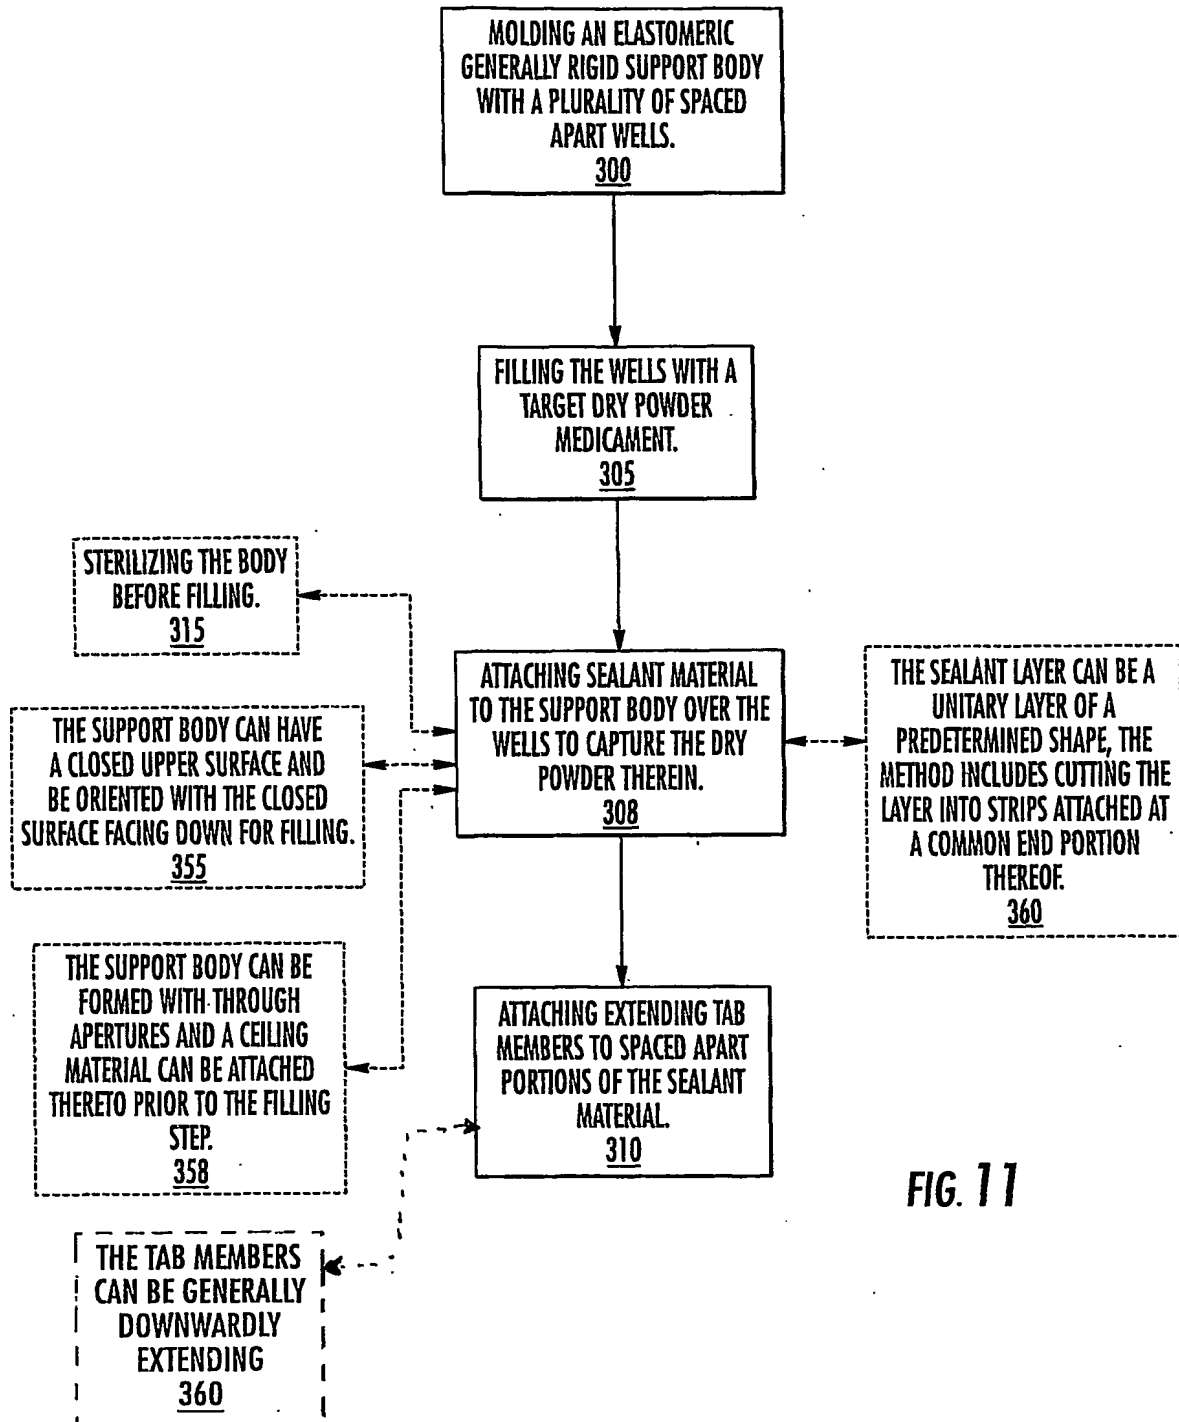 MOLDING AN ELASTOMERIC
GENERALLY RIGID SUPPORT BODY
WITH A PLURALITY OF SPACED
APART WELLS.
300
FILLING THE WELLS WITH A
TARGET DRY POWDER
MEDICAMENT.
305
STERILIZING THE BODY
BEFORE FILLING.
315
ATTACHING SEALANT MATERIAL
TO THE SUPPORT BODY OVER THE
WELLS TO CAPTURE THE DRY
POWDER THEREIN.
308
THE SEALANT LAYER CAN BE A
UNITARY LAYER OF A
PREDETERMINED SHAPE, THE
METHOD INCLUDES CUTTING THE
LAYER INTO STRIPS ATTACHED AT
A COMMON END PORTION
THEREOF.
360
THE SUPPORT BODY CAN HAVE
A CLOSED UPPER SURFACE AND
BE ORIENTED WITH THE CLOSED
SURFACE FACING DOWN FOR FILLING.
355
THE SUPPORT BODY CAN BE
FORMED WITH THROUGH
APERTURES AND A CEILING
MATERIAL CAN BE ATTACHED
THERETO PRIOR TO THE FILLING
STEP.
358
ATTACHING EXTENDING TAB
MEMBERS TO SPACED APART
PORTIONS OF THE SEALANT
MATERIAL.
310
THE TAB MEMBERS
CAN BE GENERALLY
DOWNWARDLY
EXTENDING
360
FIG. 11